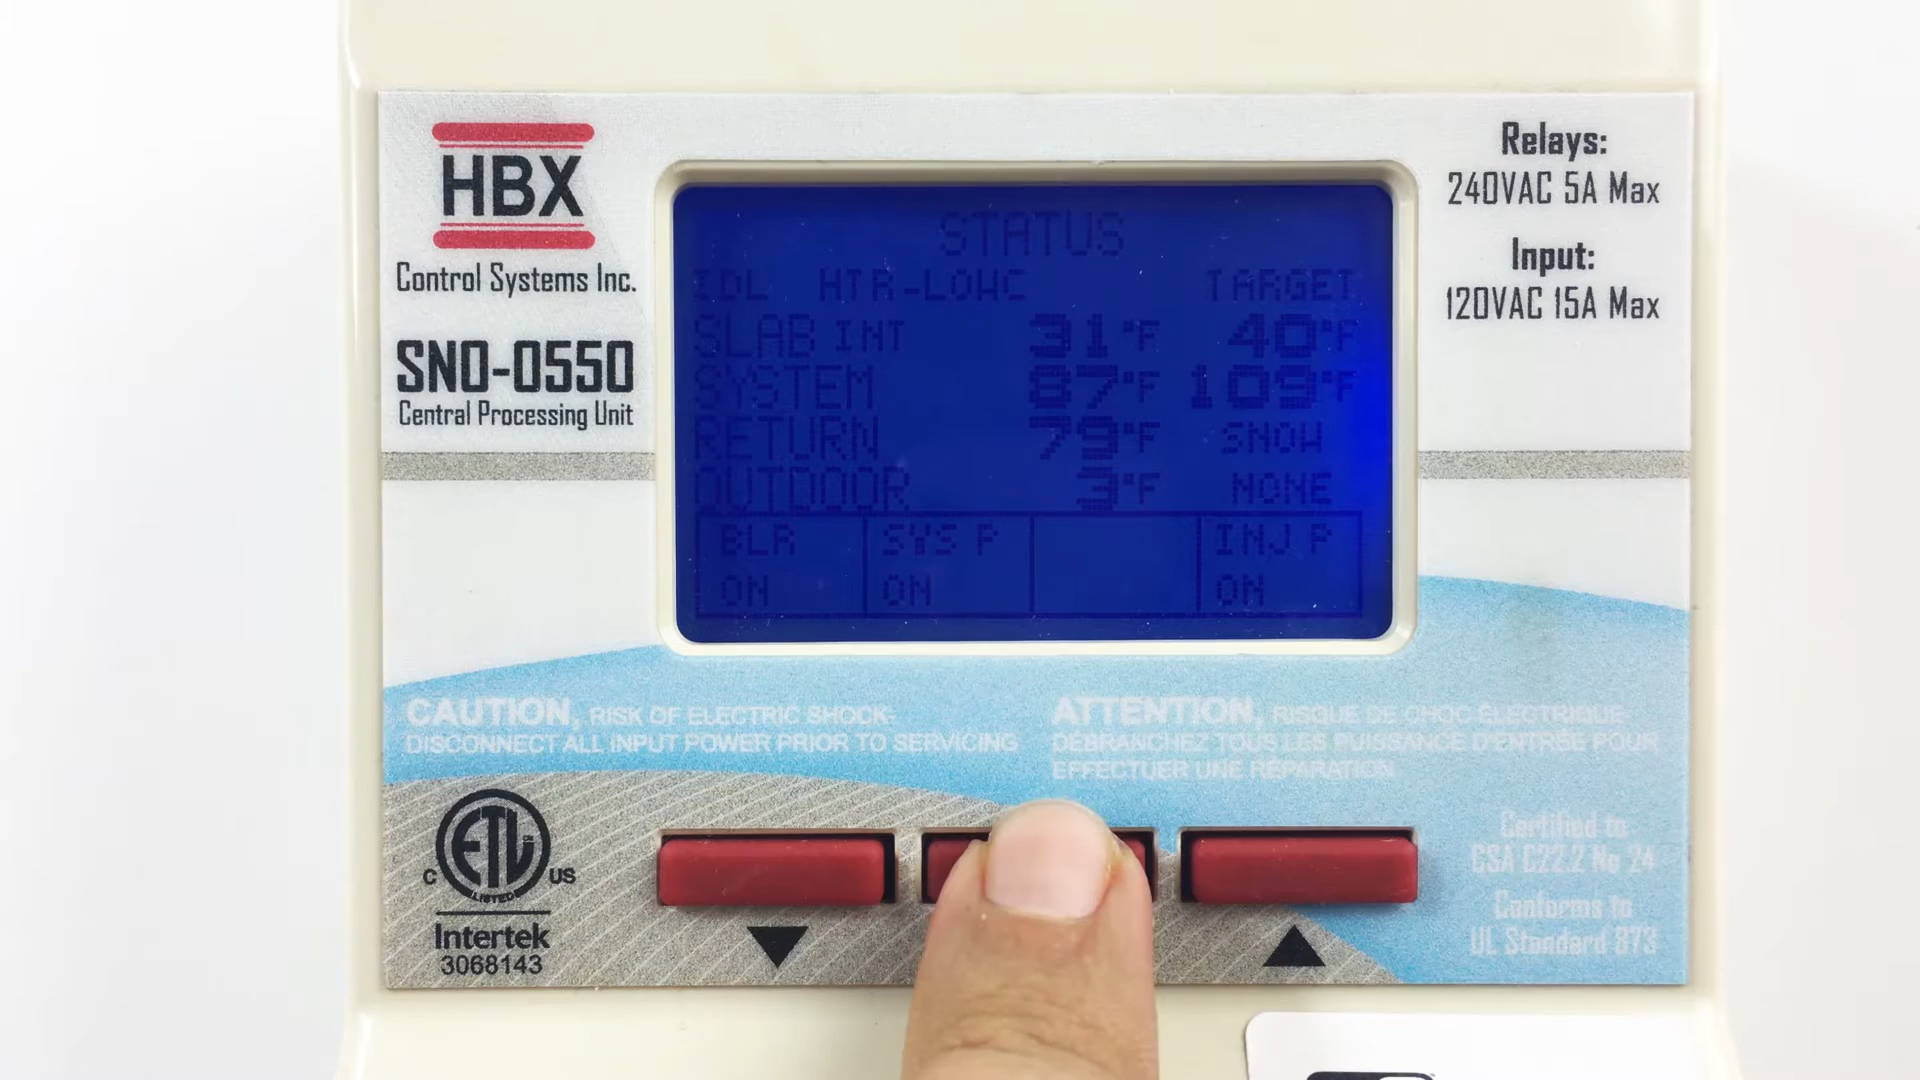 HBX
Control Systems Inc.
SNO-0550
Central Processing Unit
Relays:
240VAC 5A Max
Input:
120VAC 15A Max
STATUS
IDL HTR-LOWC TARGET
SLAB INT 31°F 40°F
SYSTEM 87°F 109°F
RETURN 79°F SNOW
OUTDOOR 3°F NONE
BLR SYS P INJ P
ON ON ON
CAUTION, RISK OF ELECTRIC SHOCK-
DISCONNECT ALL INPUT POWER PRIOR TO SERVICING
ATTENTION, RISQUE DE CHOC ÉLECTRIQUE-
DÉBRANCHEZ TOUS LES PUISSANCE D'ENTRÉE POUR
EFFECTUER UNE RÉPARATION
ETL
C US
LISTED
Intertek
3068143
Certified to
CSA C22.2 No 24
Conforms to
UL Standard 873